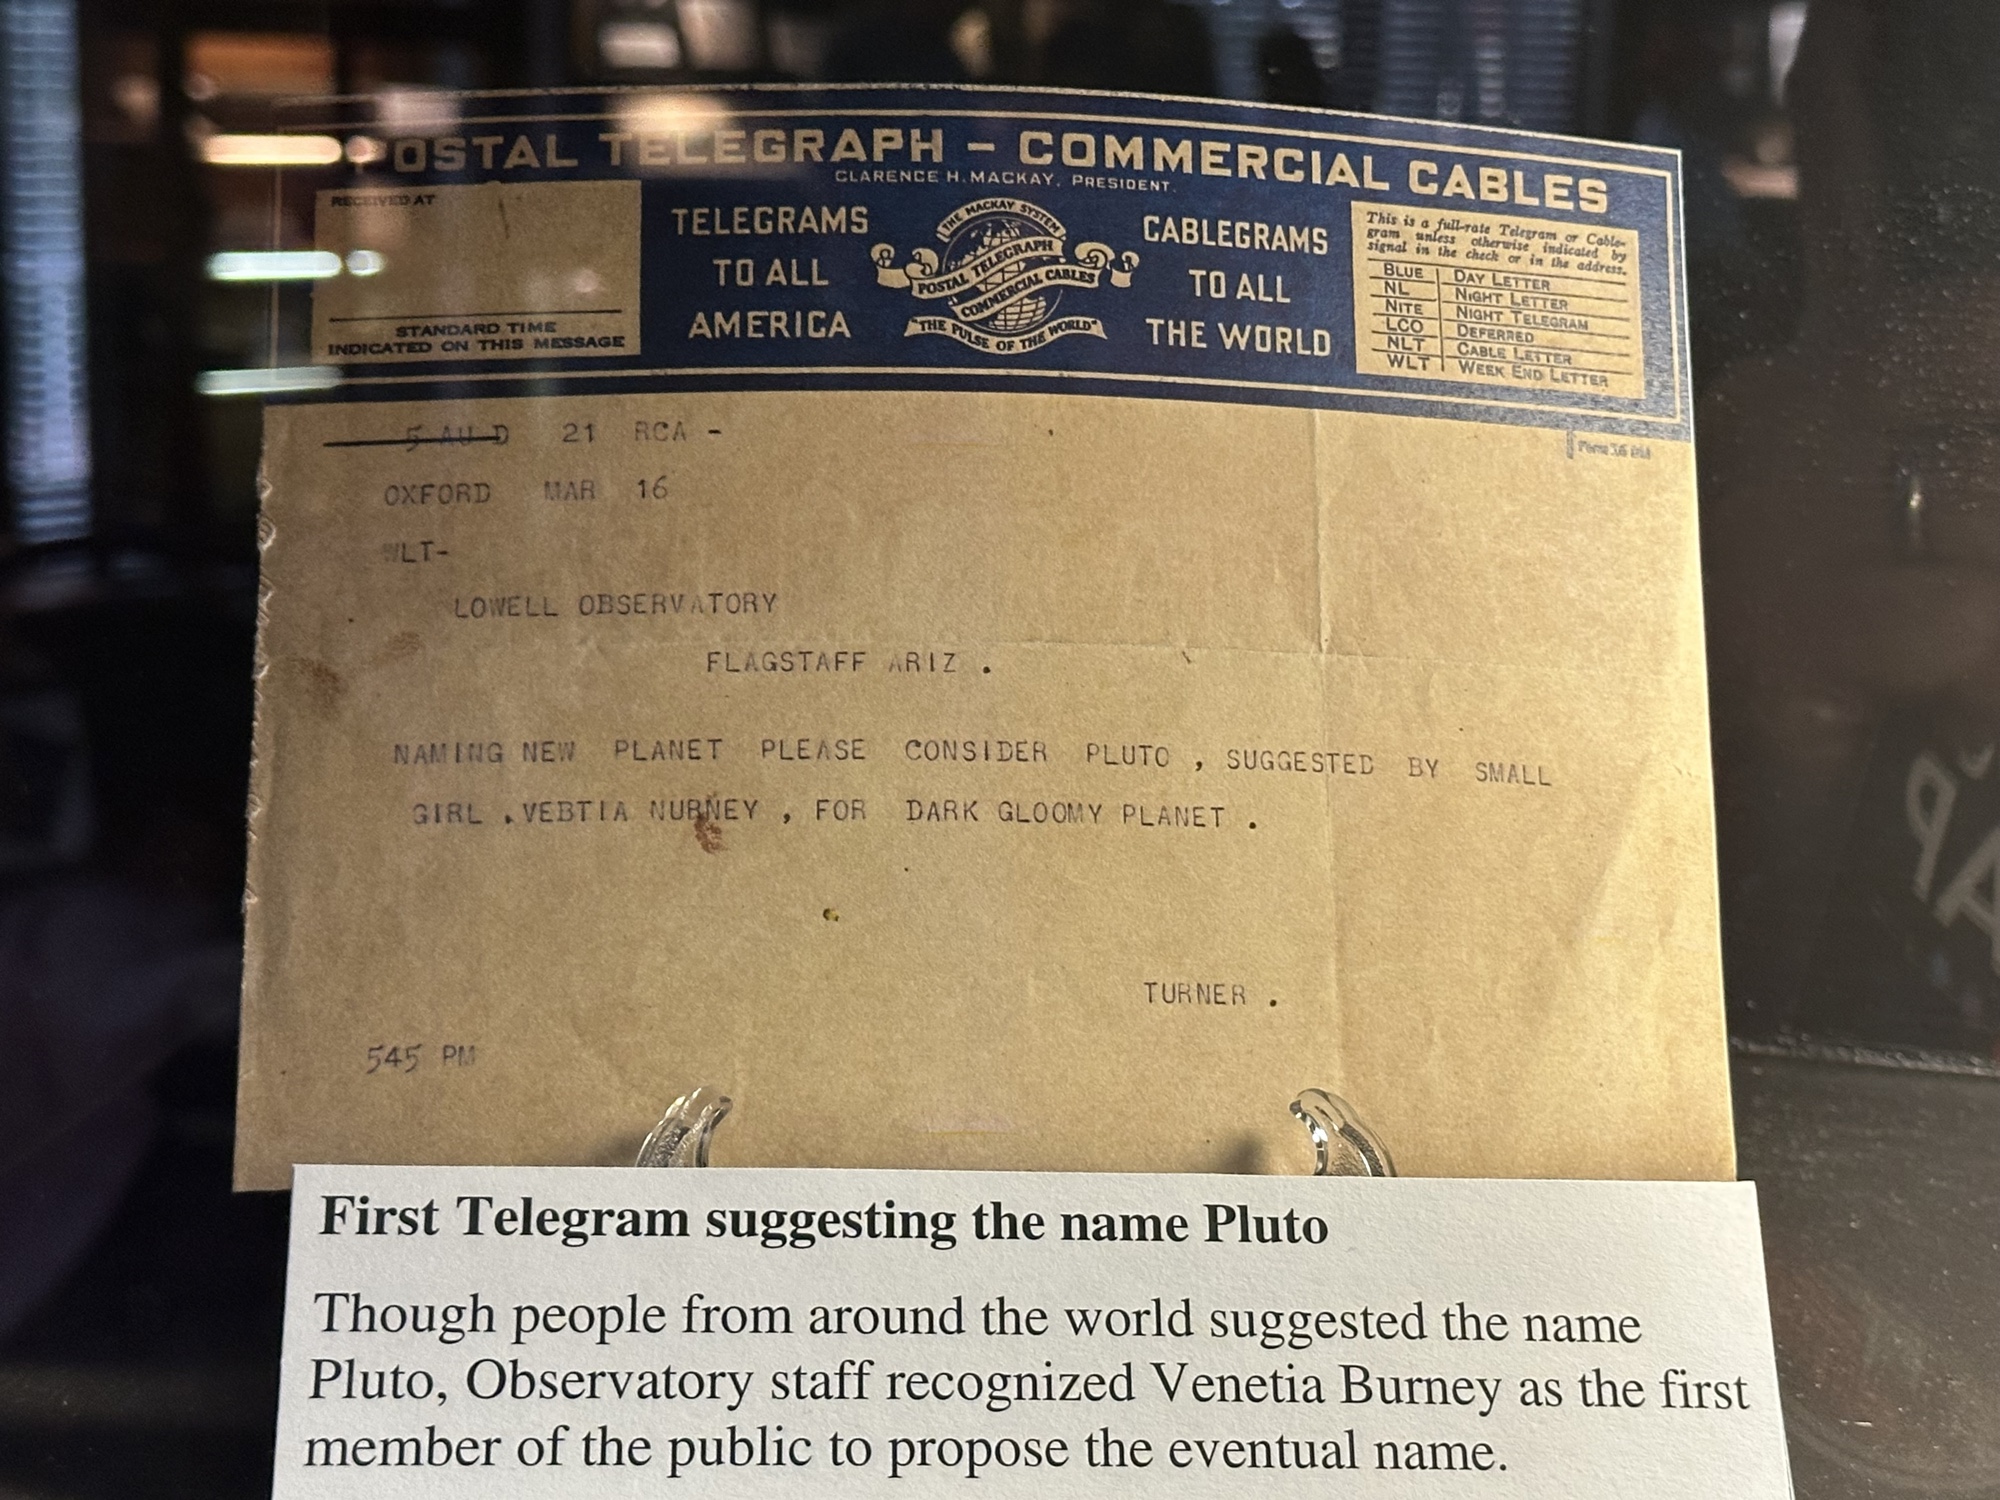 POSTAL TELEGRAPH – COMMERCIAL CABLES
CLARENCE H. MACKAY, PRESIDENT.
RECEIVED AT
STANDARD TIME
INDICATED ON THIS MESSAGE
TELEGRAMS
TO ALL
AMERICA
THE MACKAY SYSTEM
POSTAL TELEGRAPH
COMMERCIAL CABLES
"THE PULSE OF THE WORLD"
CABLEGRAMS
TO ALL
THE WORLD
This is a full-rate Telegram or Cable-
gram unless otherwise indicated by
signal in the check or in the address.
BLUE DAY LETTER
NL NIGHT LETTER
NITE NIGHT TELEGRAM
LCO DEFERRED
NLT CABLE LETTER
WLT WEEK END LETTER
5 AU D 21 RCA -
OXFORD MAR 16
WLT-
LOWELL OBSERVATORY
FLAGSTAFF ARIZ .
NAMING NEW PLANET PLEASE CONSIDER PLUTO , SUGGESTED BY SMALL
GIRL .VEBTIA NURNEY , FOR DARK GLOOMY PLANET .
TURNER .
545 PM
First Telegram suggesting the name Pluto
Though people from around the world suggested the name
Pluto, Observatory staff recognized Venetia Burney as the first
member of the public to propose the eventual name.